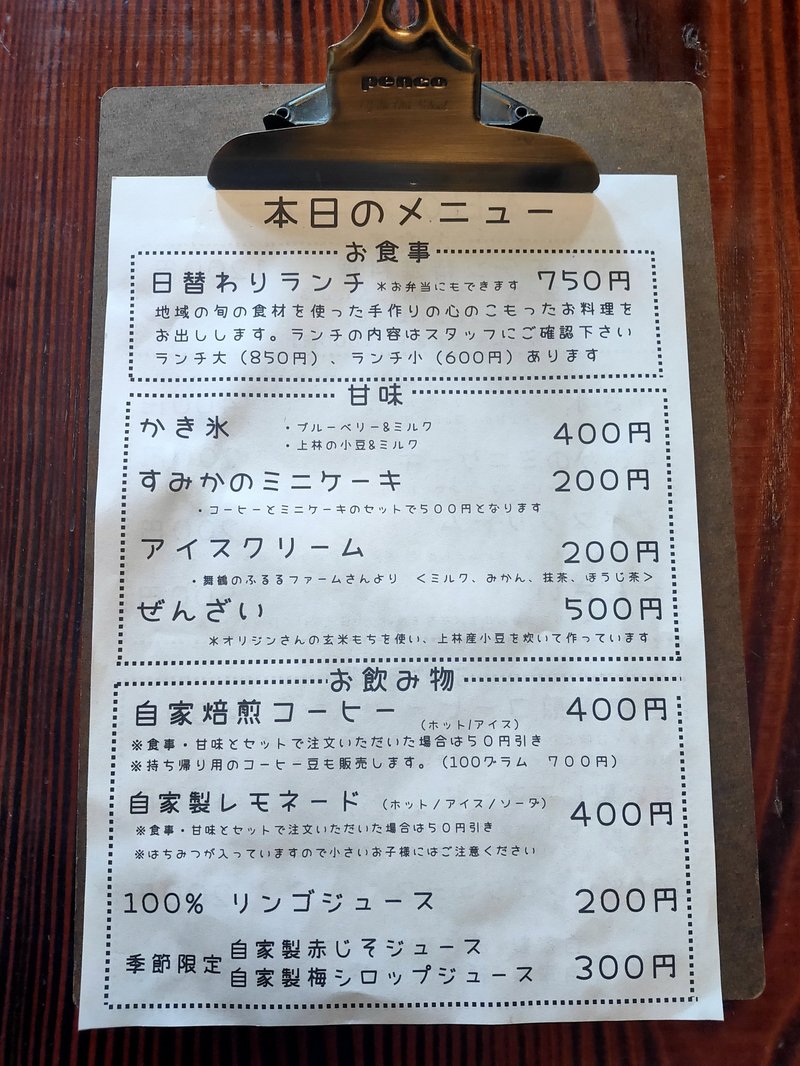 penco
本日のメニュー
お食事
日替わりランチ ＊お弁当にもできます 750円
地域の旬の食材を使った手作りの心のこもったお料理を
お出しします。ランチの内容はスタッフにご確認下さい
ランチ大（850円）、ランチ小（600円）あります
甘味
かき氷 ・ブルーベリー&ミルク 400円
・上林の小豆&ミルク
すみかのミニケーキ 200円
・コーヒーとミニケーキのセットで５００円となります
アイスクリーム 200円
・舞鶴のふるるファームさんより ＜ミルク、みかん、抹茶、ほうじ茶＞
ぜんざい 500円
＊オリジンさんの玄米もちを使い、上林産小豆を炊いて作っています
お飲み物
自家焙煎コーヒー （ホット/アイス） 400円
※食事・甘味とセットで注文いただいた場合は５０円引き
※持ち帰り用のコーヒー豆も販売します。（100グラム ７００円）
自家製レモネード （ホット/アイス/ソーダ） 400円
※食事・甘味とセットで注文いただいた場合は５０円引き
※はちみつが入っていますので小さいお子様にはご注意ください
100% リンゴジュース 200円
季節限定 自家製赤じそジュース 300円
自家製梅シロップジュース